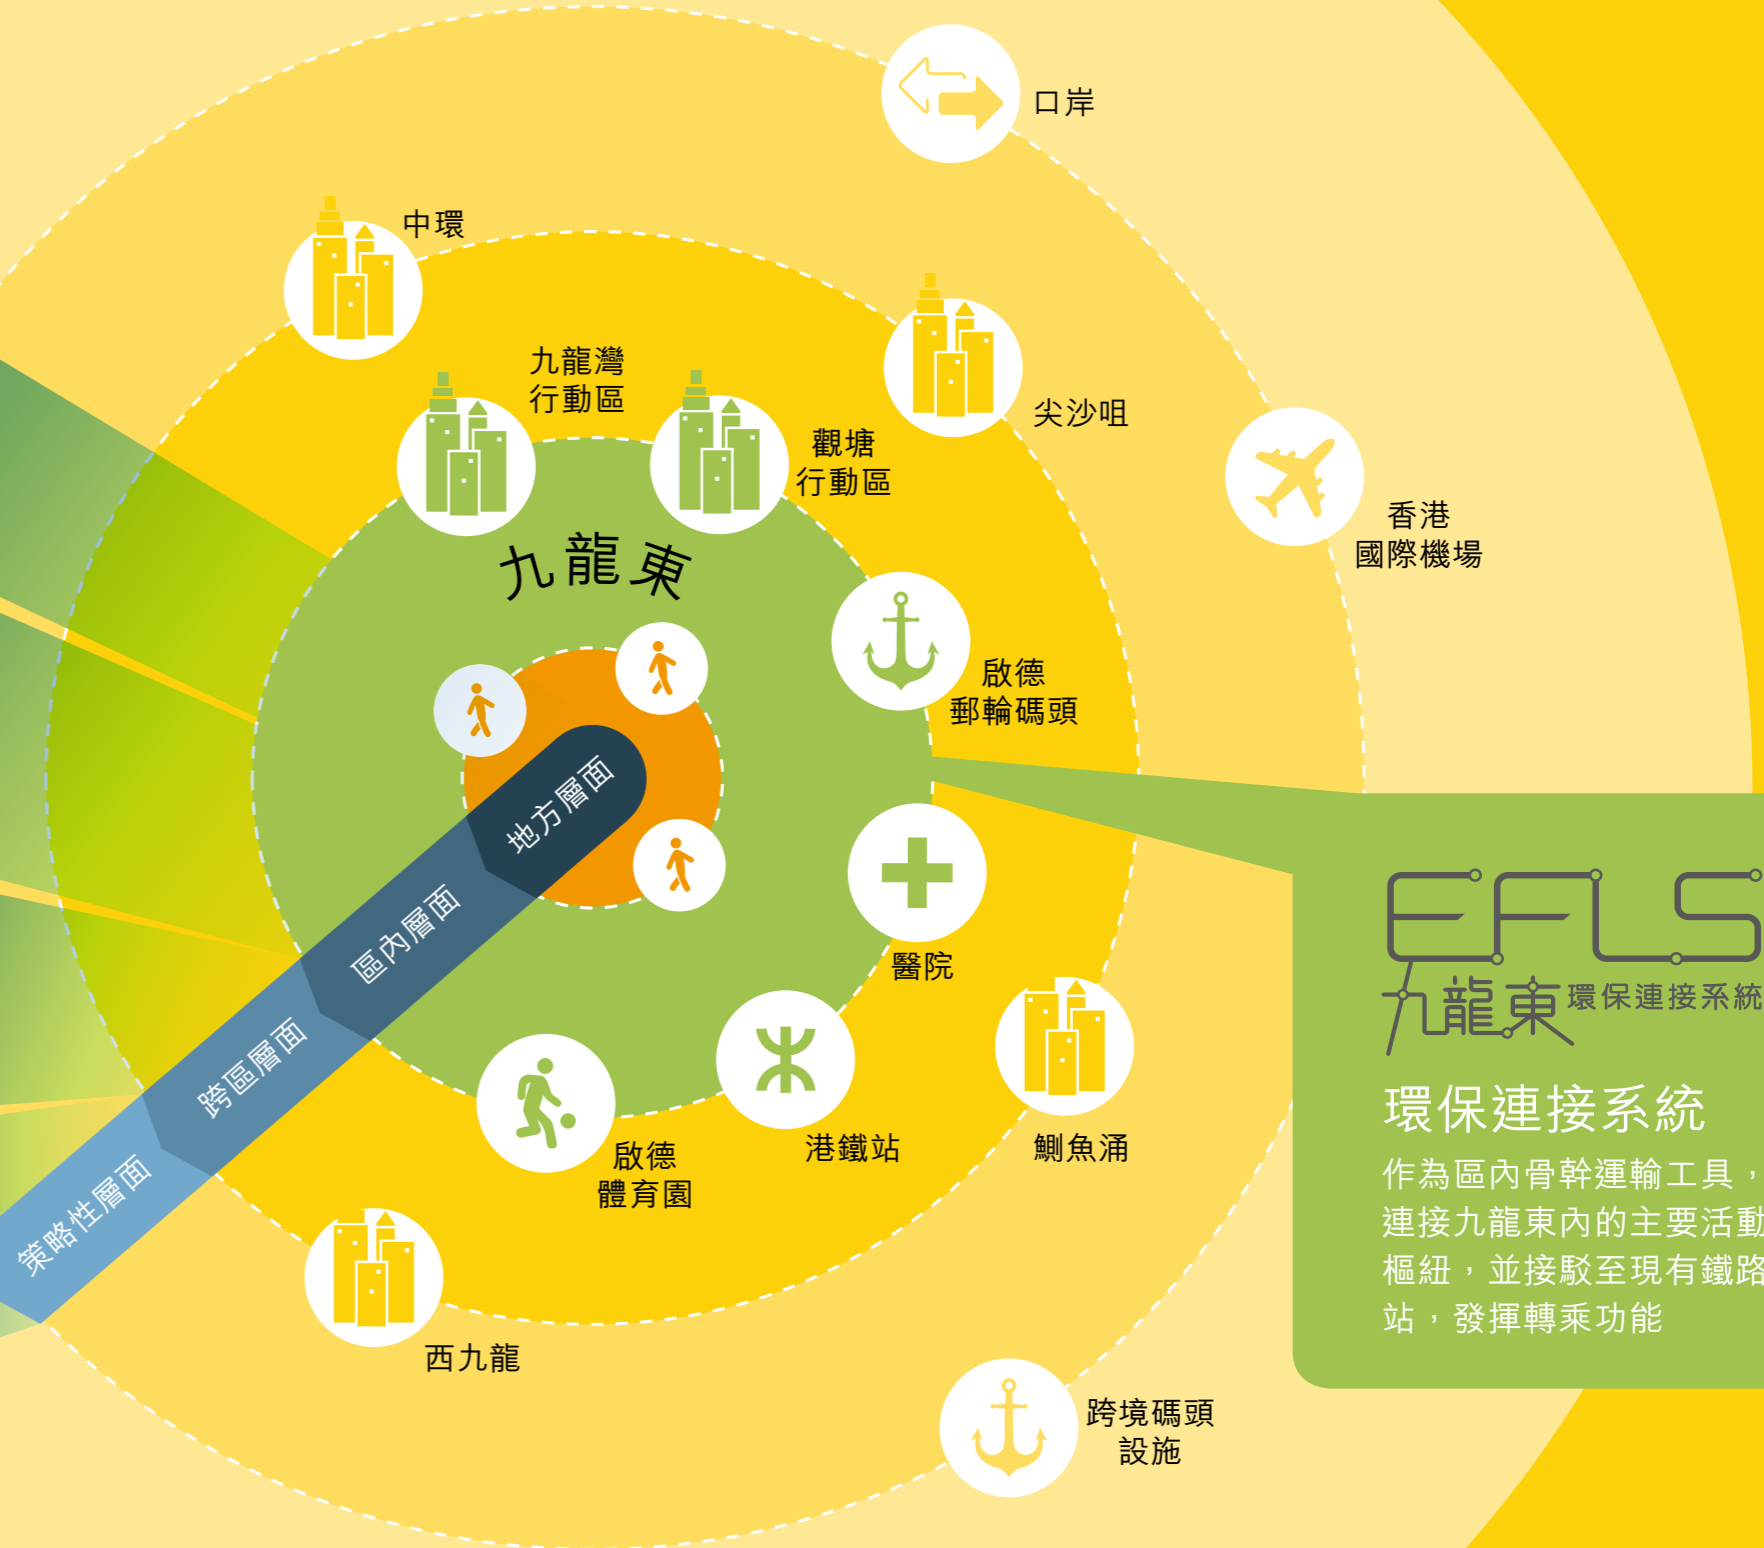 口岸
中環
九龍灣
行動區
尖沙咀
觀塘
行動區
香港
國際機場
九龍東
啟德
郵輪碼頭
地方層面
區內層面
跨區層面
策略性層面
醫院
港鐵站
鰂魚涌
啟德
體育園
西九龍
跨境碼頭
設施
EFLS
九龍東環保連接系統
環保連接系統
作為區內骨幹運輸工具，
連接九龍東內的主要活動
樞紐，並接駁至現有鐵路
站，發揮轉乘功能